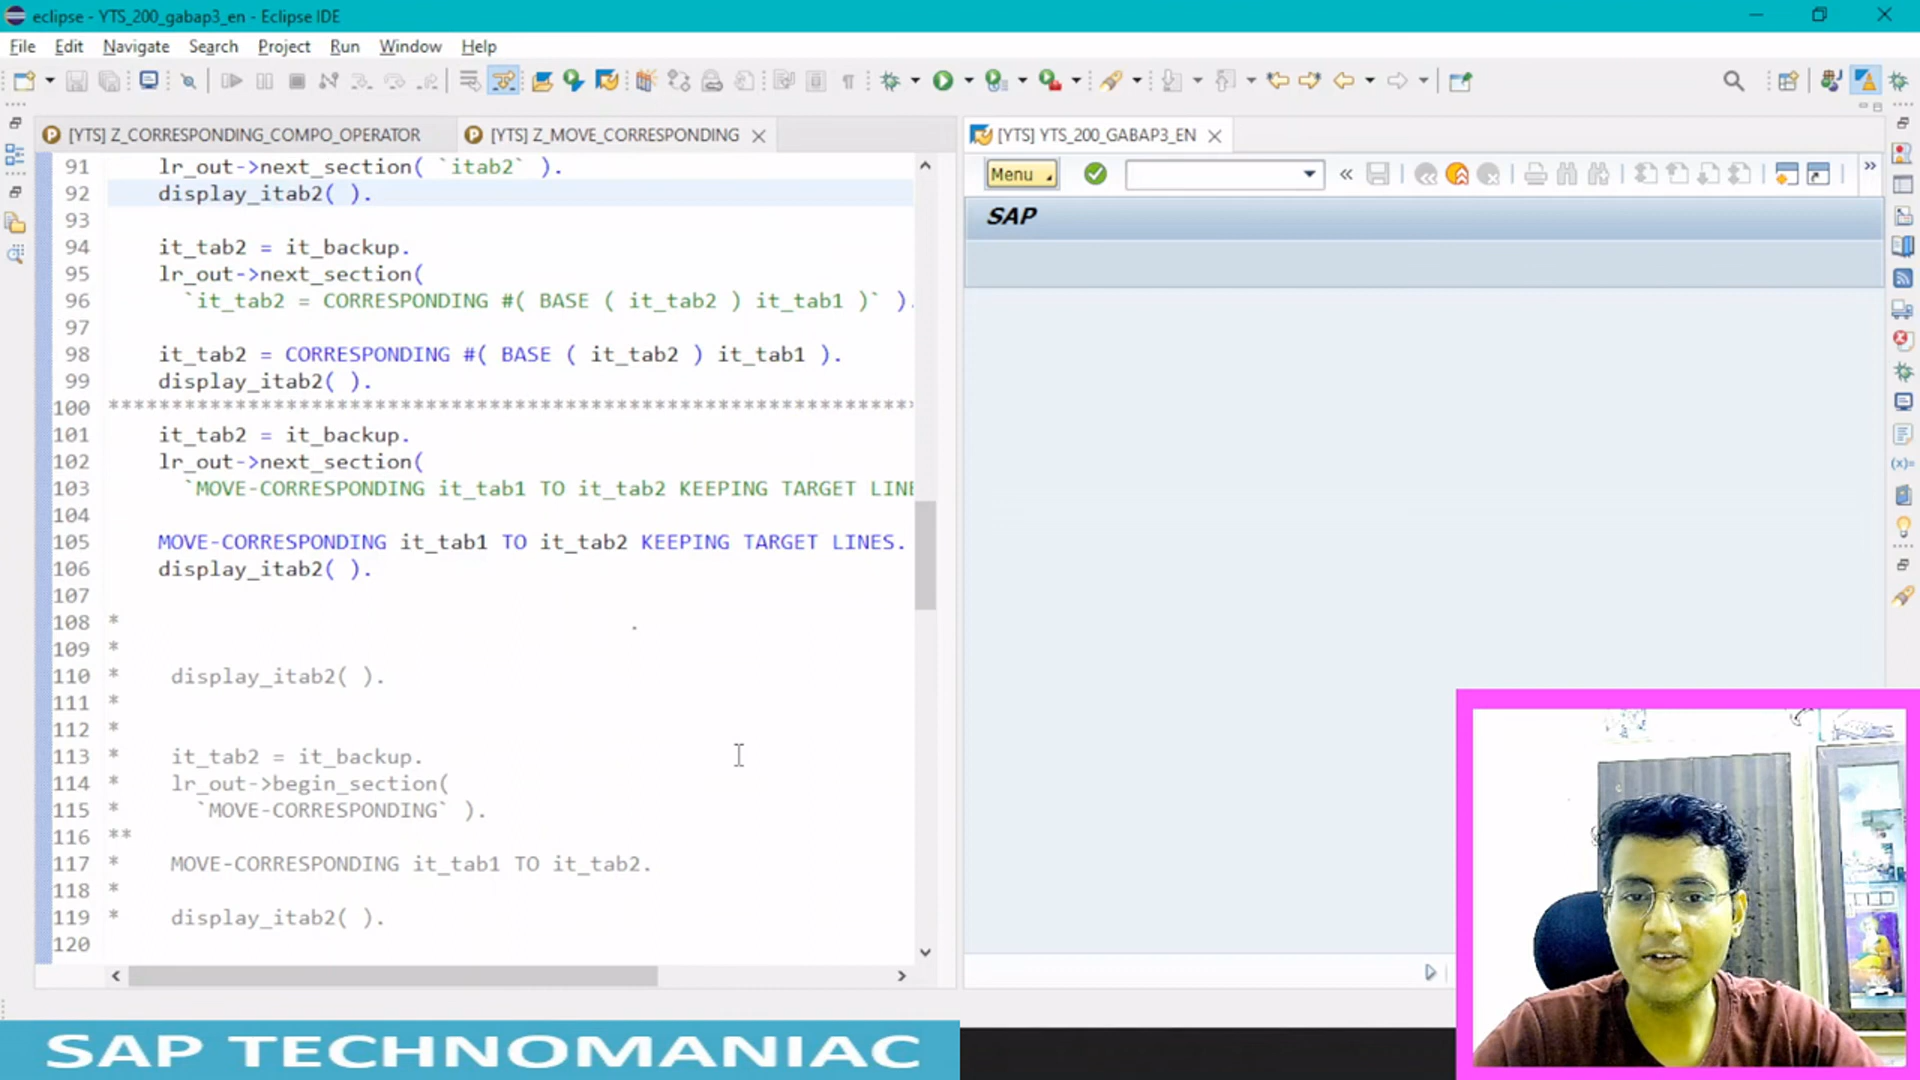 eclipse - YTS_200_gabap3_en - Eclipse IDE
File Edit Navigate Search Project Run Window Help
[YTS] Z_CORRESPONDING_COMPO_OPERATOR
[YTS] Z_MOVE_CORRESPONDING
[YTS] YTS_200_GABAP3_EN
Menu
SAP
91 lr_out->next_section( `itab2` ).
92 display_itab2( ).
93
94 it_tab2 = it_backup.
95 lr_out->next_section(
96 `it_tab2 = CORRESPONDING #( BASE ( it_tab2 ) it_tab1 )` ).
97
98 it_tab2 = CORRESPONDING #( BASE ( it_tab2 ) it_tab1 ).
99 display_itab2( ).
100 ***************************************************************
101 it_tab2 = it_backup.
102 lr_out->next_section(
103 `MOVE-CORRESPONDING it_tab1 TO it_tab2 KEEPING TARGET LINE
104
105 MOVE-CORRESPONDING it_tab1 TO it_tab2 KEEPING TARGET LINES.
106 display_itab2( ).
107
108 * .
109 *
110 * display_itab2( ).
111 *
112 *
113 * it_tab2 = it_backup.
114 * lr_out->begin_section(
115 * `MOVE-CORRESPONDING` ).
116 **
117 * MOVE-CORRESPONDING it_tab1 TO it_tab2.
118 *
119 * display_itab2( ).
120
SAP TECHNOMANIAC